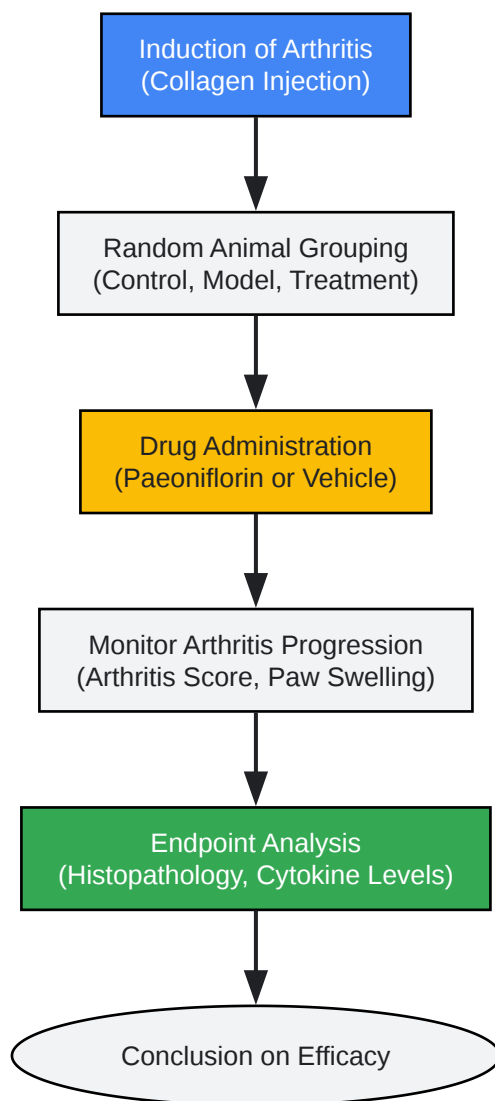 Induction of Arthritis
(Collagen Injection)
Random Animal Grouping
(Control, Model, Treatment)
Drug Administration
(Paeoniflorin or Vehicle)
Monitor Arthritis Progression
(Arthritis Score, Paw Swelling)
Endpoint Analysis
(Histopathology, Cytokine Levels)
Conclusion on Efficacy